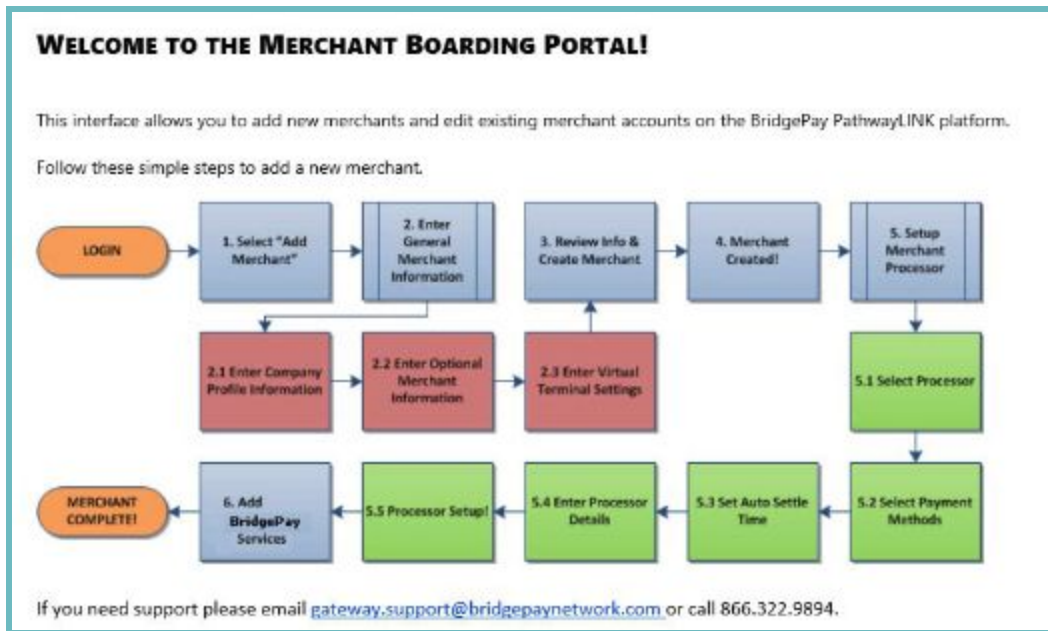 WELCOME TO THE MERCHANT BOARDING PORTAL!
This interface allows you to add new merchants and edit existing merchant accounts on the BridgePay PathwayLINK platform.
Follow these simple steps to add a new merchant.
LOGIN
1. Select "Add
Merchant"
2. Enter
General
Merchant
Information
3. Review Info &
Create Merchant
4. Merchant
Created!
5. Setup
Merchant
Processor
2.1 Enter Company
Profile Information
2.2 Enter Optional
Merchant
Information
2.3 Enter Virtual
Terminal Settings
5.1 Select Processor
MERCHANT
COMPLETE!
6. Add
BridgePay
Services
5.5 Processor Setup!
5.4 Enter Processor
Details
5.3 Set Auto Settle
Time
5.2 Select Payment
Methods
If you need support please email gateway.support@bridgepaynetwork.com or call 866.322.9894.